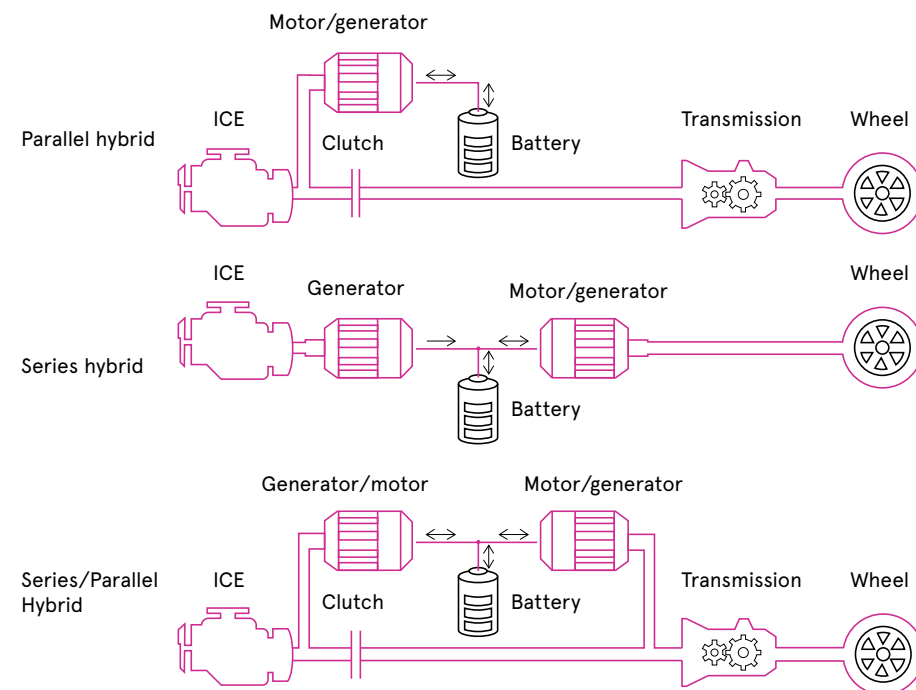 Motor/generator
ICE
Transmission
Wheel
Parallel hybrid
Clutch
Battery
ICE
Wheel
Generator
Motor/generator
Series hybrid
Battery
Generator/motor
Motor/generator
Series/Parallel
Hybrid
ICE
Transmission
Wheel
Clutch
Battery